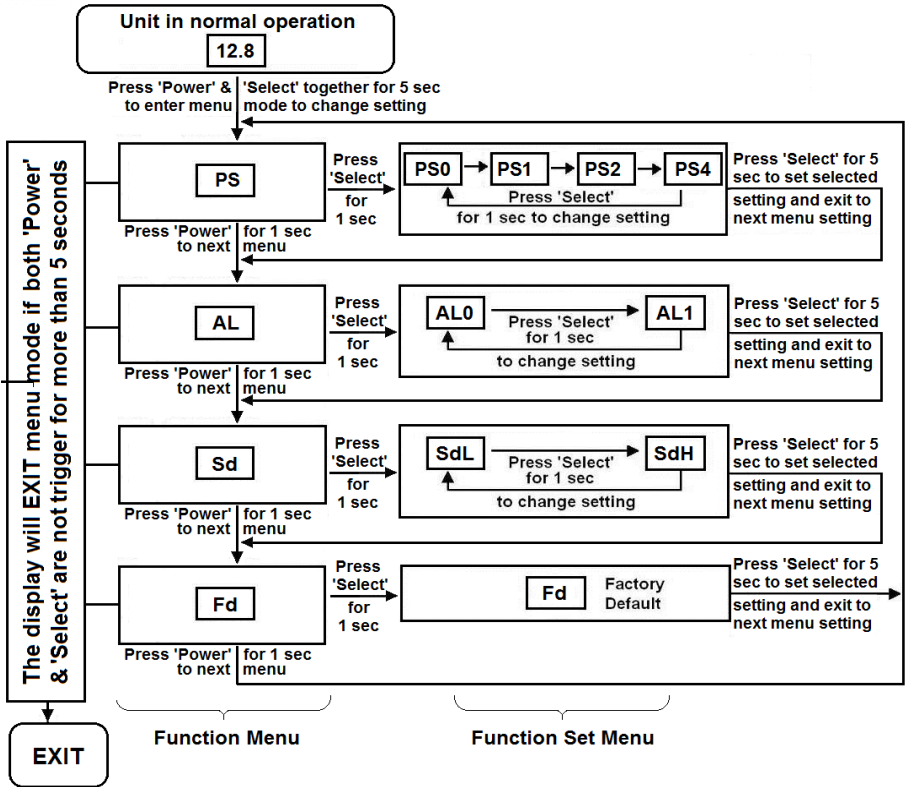 Unit in normal operation
12.8
Press 'Power' & 'Select' together for 5 sec
to enter menu mode to change setting
The display will EXIT menu mode if both 'Power'
& 'Select' are not trigger for more than 5 seconds
PS
Press
'Select'
for
1 sec
PS0 PS1 PS2 PS4
Press 'Select'
for 1 sec to change setting
Press 'Select' for 5
sec to set selected
setting and exit to
next menu setting
Press 'Power' for 1 sec
to next menu
AL
Press
'Select'
for
1 sec
AL0 AL1
Press 'Select'
for 1 sec
to change setting
Press 'Select' for 5
sec to set selected
setting and exit to
next menu setting
Press 'Power' for 1 sec
to next menu
Sd
Press
'Select'
for
1 sec
SdL SdH
Press 'Select'
for 1 sec
to change setting
Press 'Select' for 5
sec to set selected
setting and exit to
next menu setting
Press 'Power' for 1 sec
to next menu
Fd
Press
'Select'
for
1 sec
Fd
Factory
Default
Press 'Select' for 5
sec to set selected
setting and exit to
next menu setting
Press 'Power' for 1 sec
to next menu
EXIT
Function Menu
Function Set Menu